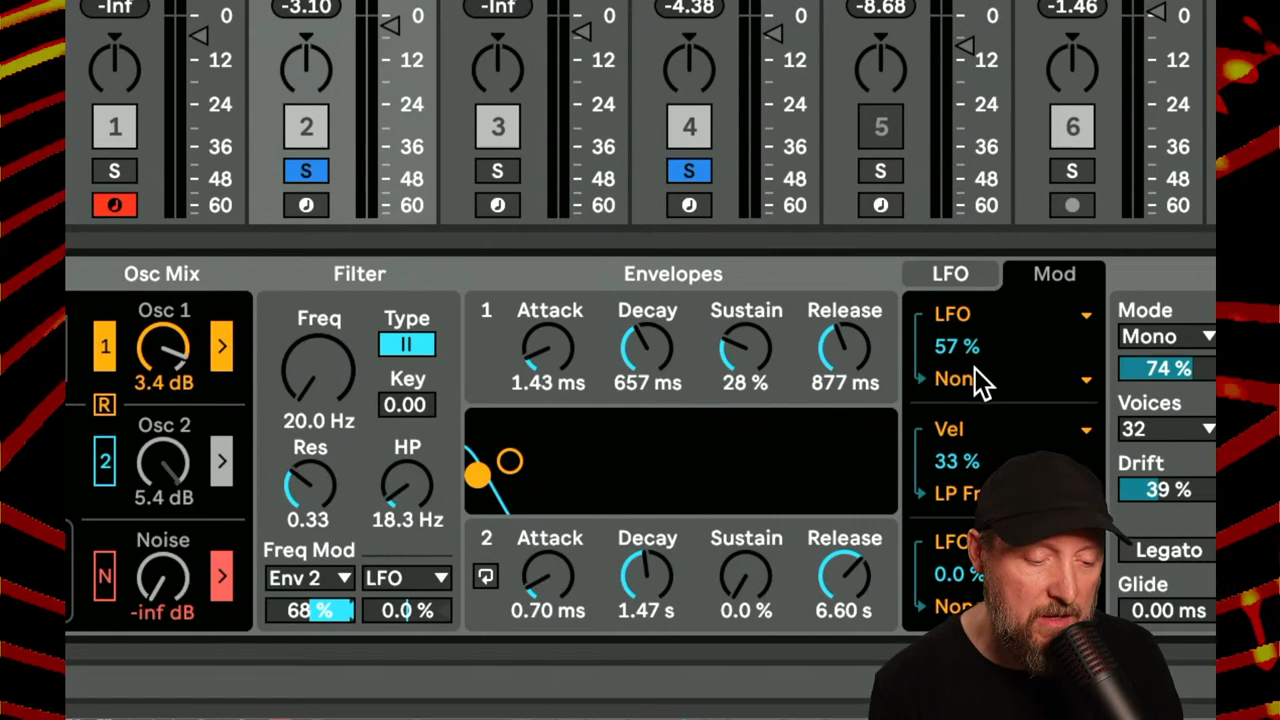 -Inf -3.10 -Inf -4.38 -8.68 -1.46
0 0 0 0 0 0
12 12 12 12 12 12
24 24 24 24 24 24
1 2 3 4 5 6
36 36 36 36 36 36
S S S S S S
48 48 48 48 48 48
60 60 60 60 60 60
Osc Mix Filter Envelopes LFO Mod
Osc 1
1
3.4 dB
R
Osc 2
2
5.4 dB
Noise
N
-inf dB
Freq Type
20.0 Hz
Key
0.00
Res HP
0.33 18.3 Hz
Freq Mod
Env 2 LFO
68 % 0.0 %
1 Attack Decay Sustain Release
1.43 ms 657 ms 28 % 877 ms
2 Attack Decay Sustain Release
0.70 ms 1.47 s 0.0 % 6.60 s
LFO
57 %
Non
Vel
33 %
LP Fr
LFO
0.0 %
Non
Mode
Mono
74 %
Voices
32
Drift
39 %
Legato
Glide
0.00 ms